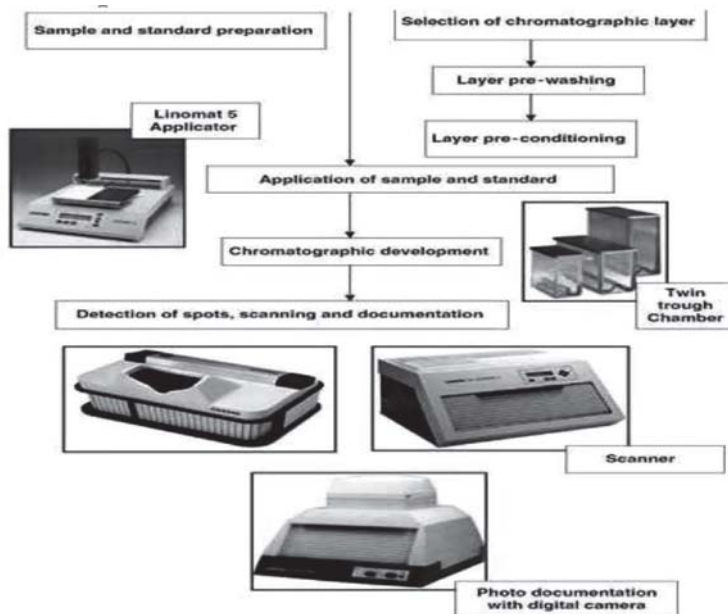 Sample and standard preparation
Selection of chromatographic layer
Layer pre-washing
Linomat 5
Applicator
Layer pre-conditioning
Application of sample and standard
Chromatographic development
Twin
trough
Chamber
Detection of spots, scanning and documentation
Scanner
Photo documentation
with digital camera